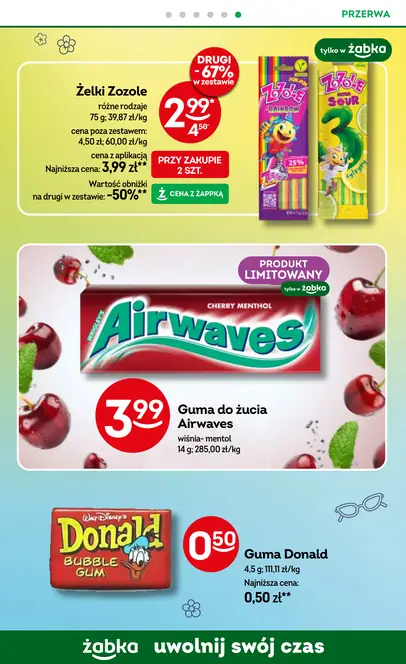 PRZERWA
Żelki Zozole
różne rodzaje
75 g; 39,87 zł/kg
cena poza zestawem:
4,50 zł; 60,00 zł/kg
cena z aplikacją
Najniższa cena: 3,99 zł**
Wartość obniżki
na drugi w zestawie: -50%**
DRUGI
-67%
w zestawie
2,99*
4,50
PRZY ZAKUPIE
2 SZT.
CENA Z ŻAPPKĄ
tylko w żabka
ZOZOLE
RAINBOW
25%
ZOZOLE
SOUR
3
PRODUKT
LIMITOWANY
tylko w żabka
CHERRY MENTHOL
WRIGLEY'S
Airwaves
3,99
Guma do żucia
Airwaves
wiśnia- mentol
14 g; 285,00 zł/kg
WALT DISNEY'S
Donald
BUBBLE
GUM
0,50
Guma Donald
4,5 g; 111,11 zł/kg
Najniższa cena:
0,50 zł**
żabka uwolnij swój czas